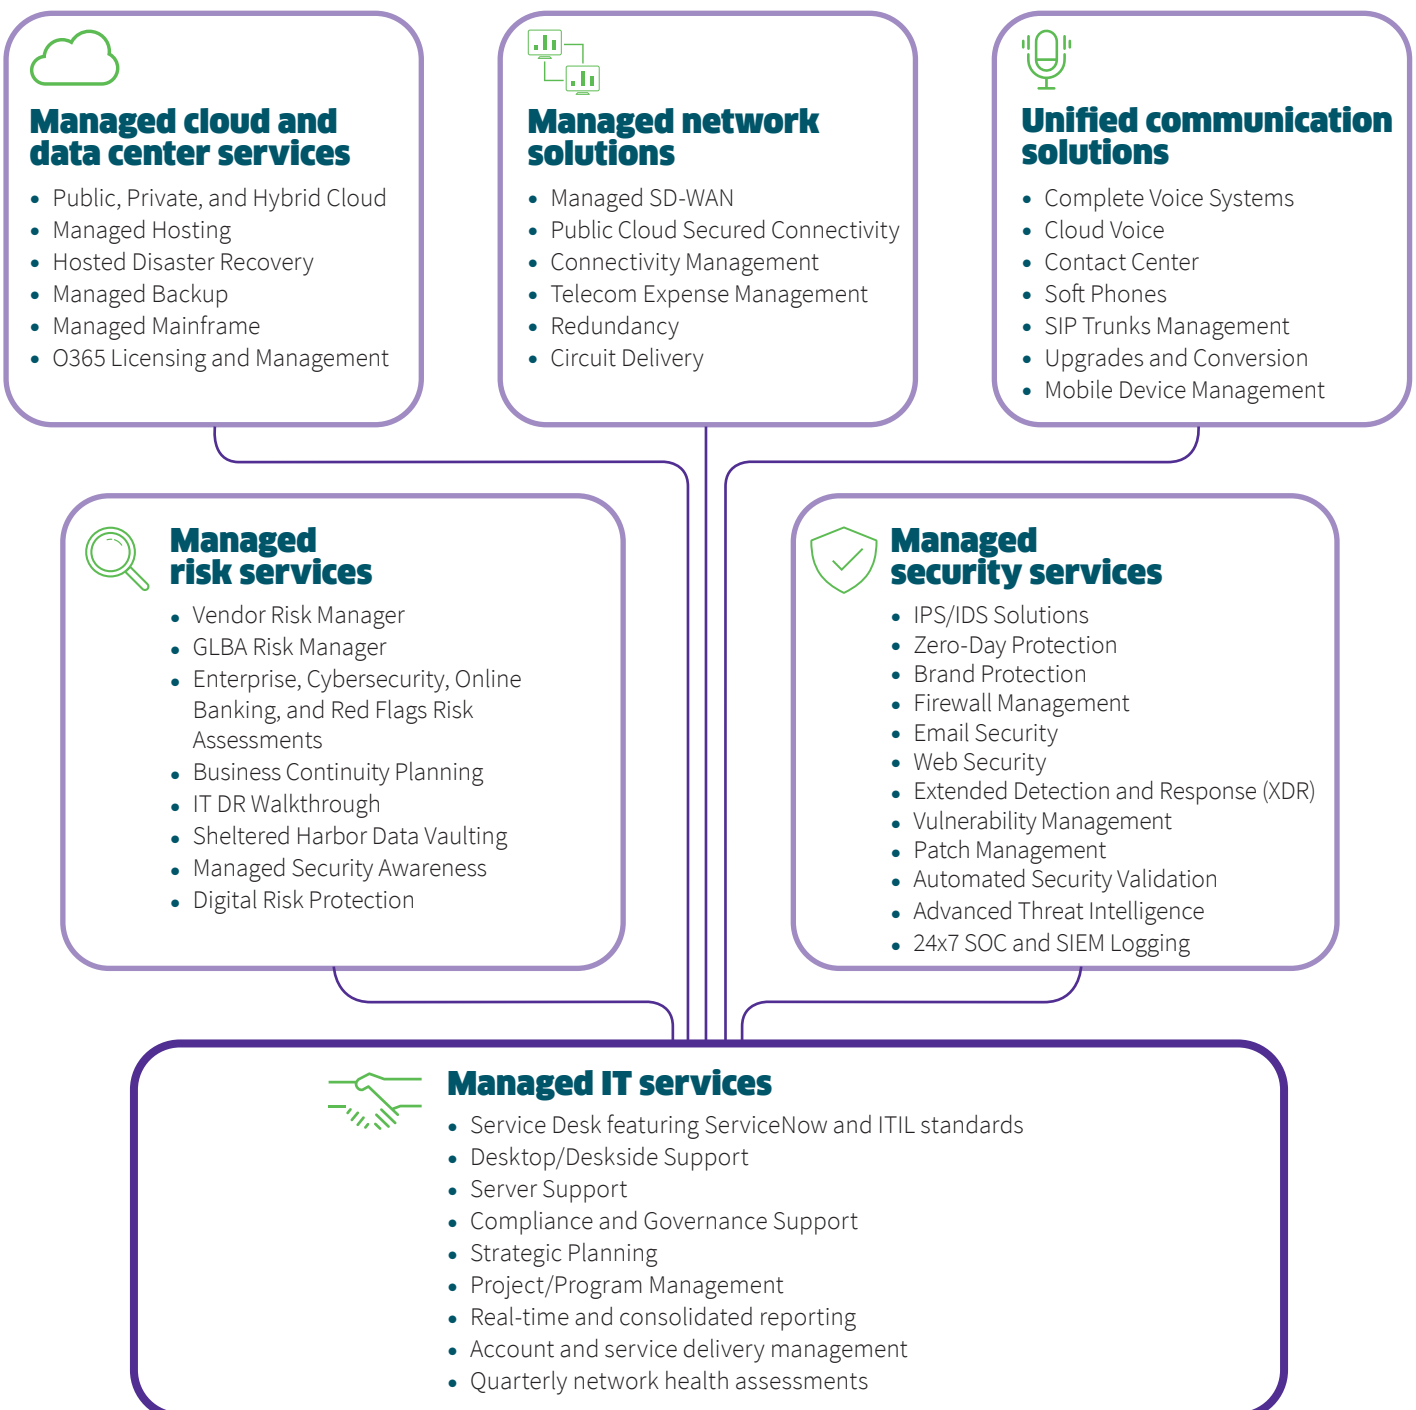 Managed cloud and
data center services
• Public, Private, and Hybrid Cloud
• Managed Hosting
• Hosted Disaster Recovery
• Managed Backup
• Managed Mainframe
• O365 Licensing and Management
Managed network
solutions
• Managed SD-WAN
• Public Cloud Secured Connectivity
• Connectivity Management
• Telecom Expense Management
• Redundancy
• Circuit Delivery
Unified communication
solutions
• Complete Voice Systems
• Cloud Voice
• Contact Center
• Soft Phones
• SIP Trunks Management
• Upgrades and Conversion
• Mobile Device Management
Managed
risk services
• Vendor Risk Manager
• GLBA Risk Manager
• Enterprise, Cybersecurity, Online
Banking, and Red Flags Risk
Assessments
• Business Continuity Planning
• IT DR Walkthrough
• Sheltered Harbor Data Vaulting
• Managed Security Awareness
• Digital Risk Protection
Managed
security services
• IPS/IDS Solutions
• Zero-Day Protection
• Brand Protection
• Firewall Management
• Email Security
• Web Security
• Extended Detection and Response (XDR)
• Vulnerability Management
• Patch Management
• Automated Security Validation
• Advanced Threat Intelligence
• 24x7 SOC and SIEM Logging
Managed IT services
• Service Desk featuring ServiceNow and ITIL standards
• Desktop/Deskside Support
• Server Support
• Compliance and Governance Support
• Strategic Planning
• Project/Program Management
• Real-time and consolidated reporting
• Account and service delivery management
• Quarterly network health assessments